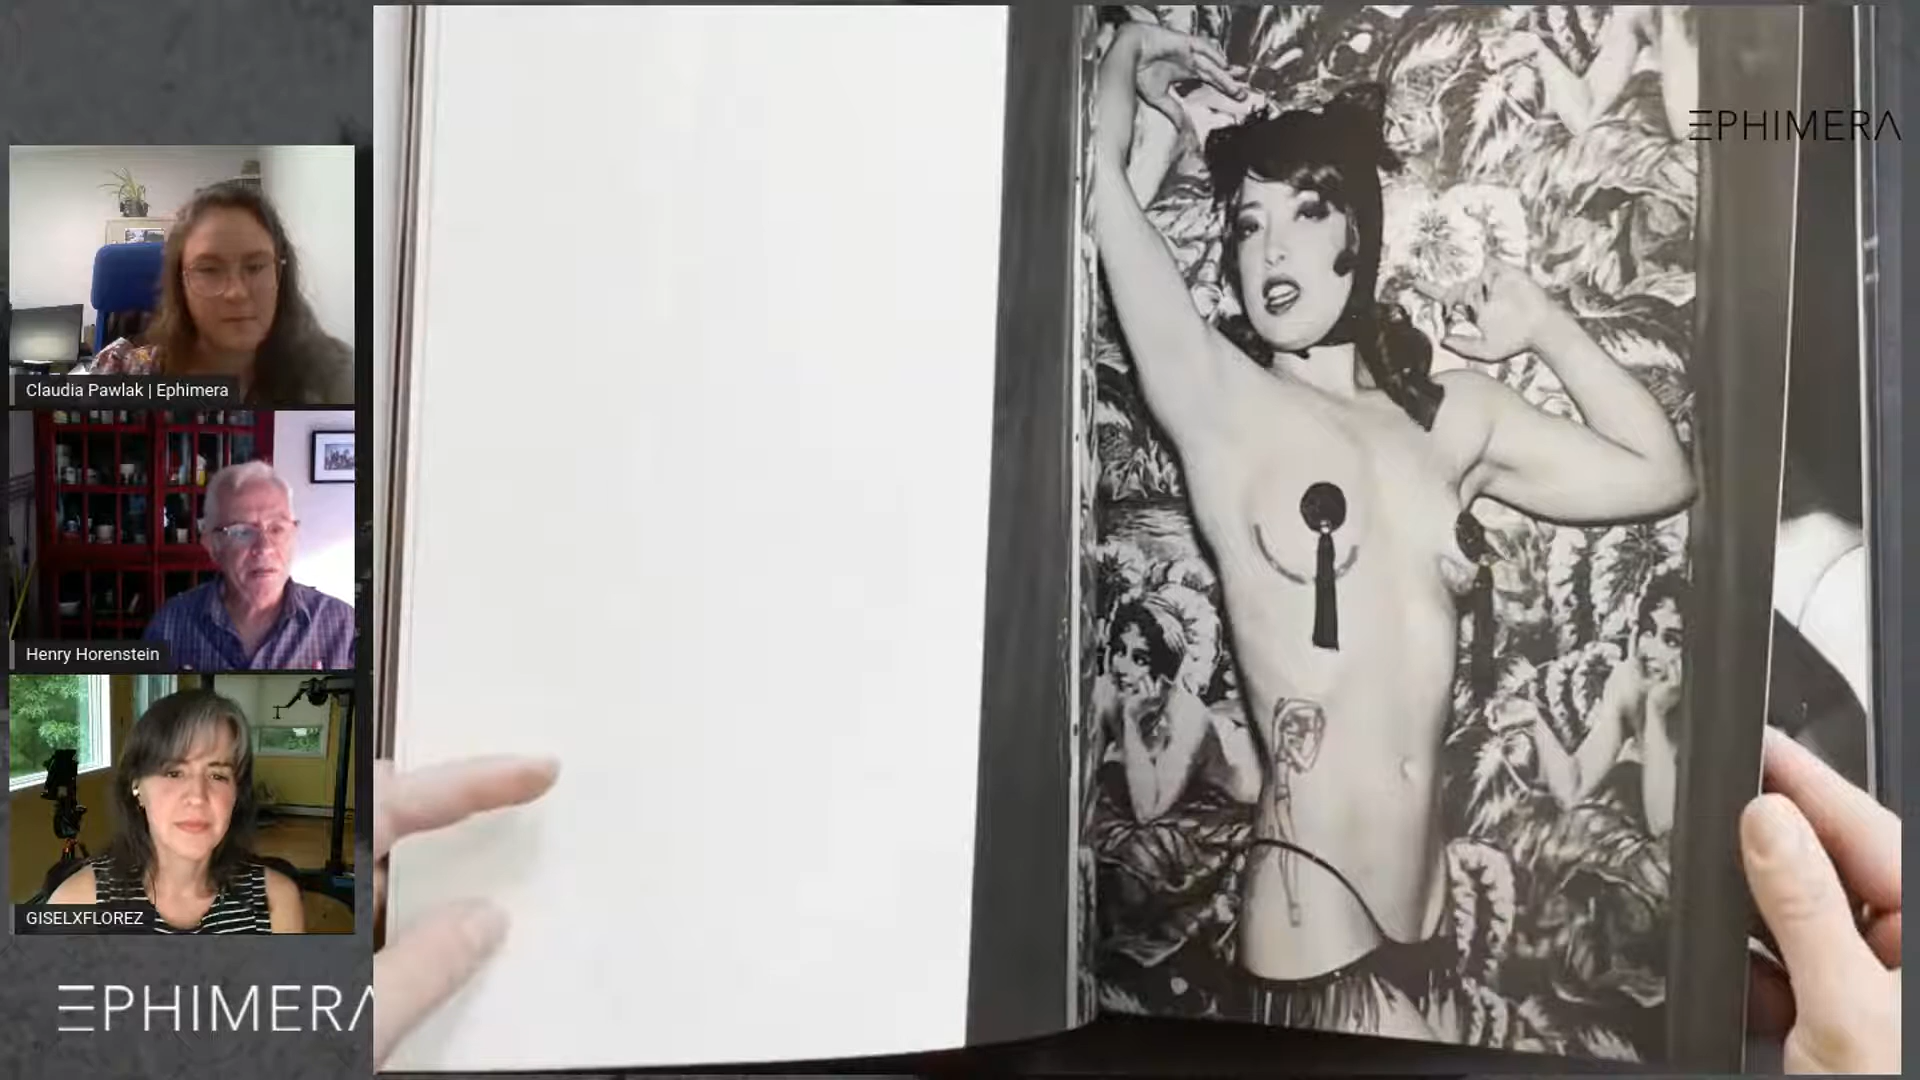 Claudia Pawlak | Ephimera
Henry Horenstein
GISELXFLOREZ
EPHIMERA
EPHIMERA